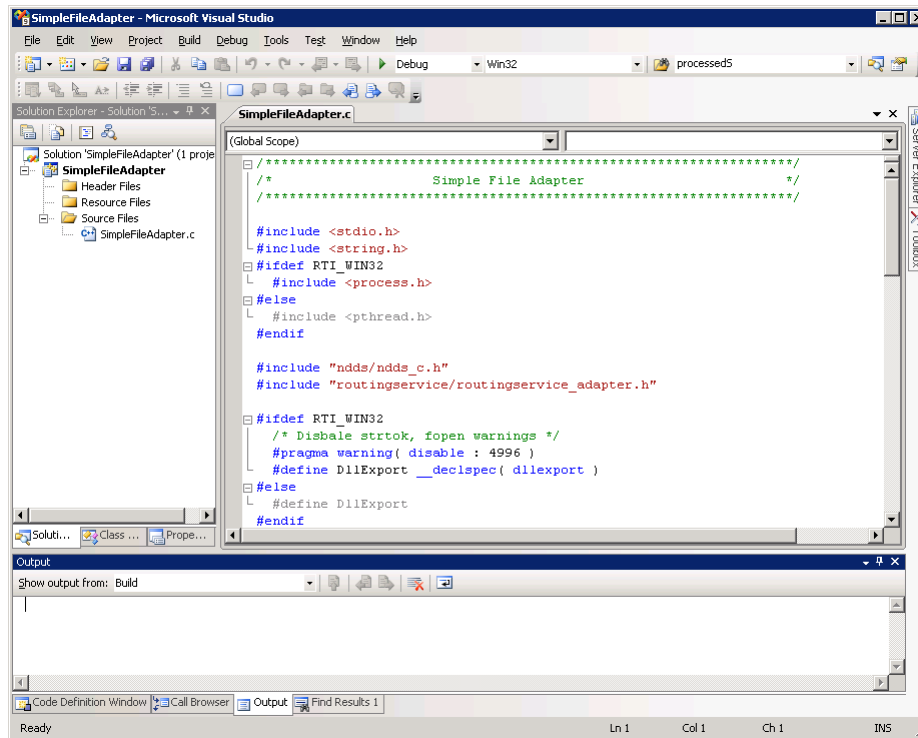 SimpleFileAdapter - Microsoft Visual Studio
File Edit View Project Build Debug Tools Test Window Help
Debug Win32 processed5
Solution Explorer - Solution 'S...
SimpleFileAdapter.c
(Global Scope)
Server Explorer
Toolbox
Solution 'SimpleFileAdapter' (1 proje
SimpleFileAdapter
Header Files
Resource Files
Source Files
SimpleFileAdapter.c
/******************************************************************/
/* Simple File Adapter */
/******************************************************************/
#include <stdio.h>
#include <string.h>
#ifdef RTI_WIN32
#include <process.h>
#else
#include <pthread.h>
#endif
#include "ndds/ndds_c.h"
#include "routingservice/routingservice_adapter.h"
#ifdef RTI_WIN32
/* Disbale strtok, fopen warnings */
#pragma warning( disable : 4996 )
#define DllExport __declspec( dllexport )
#else
#define DllExport
#endif
Soluti... Class ... Prope...
Output
Show output from: Build
Code Definition Window Call Browser Output Find Results 1
Ready Ln 1 Col 1 Ch 1 INS